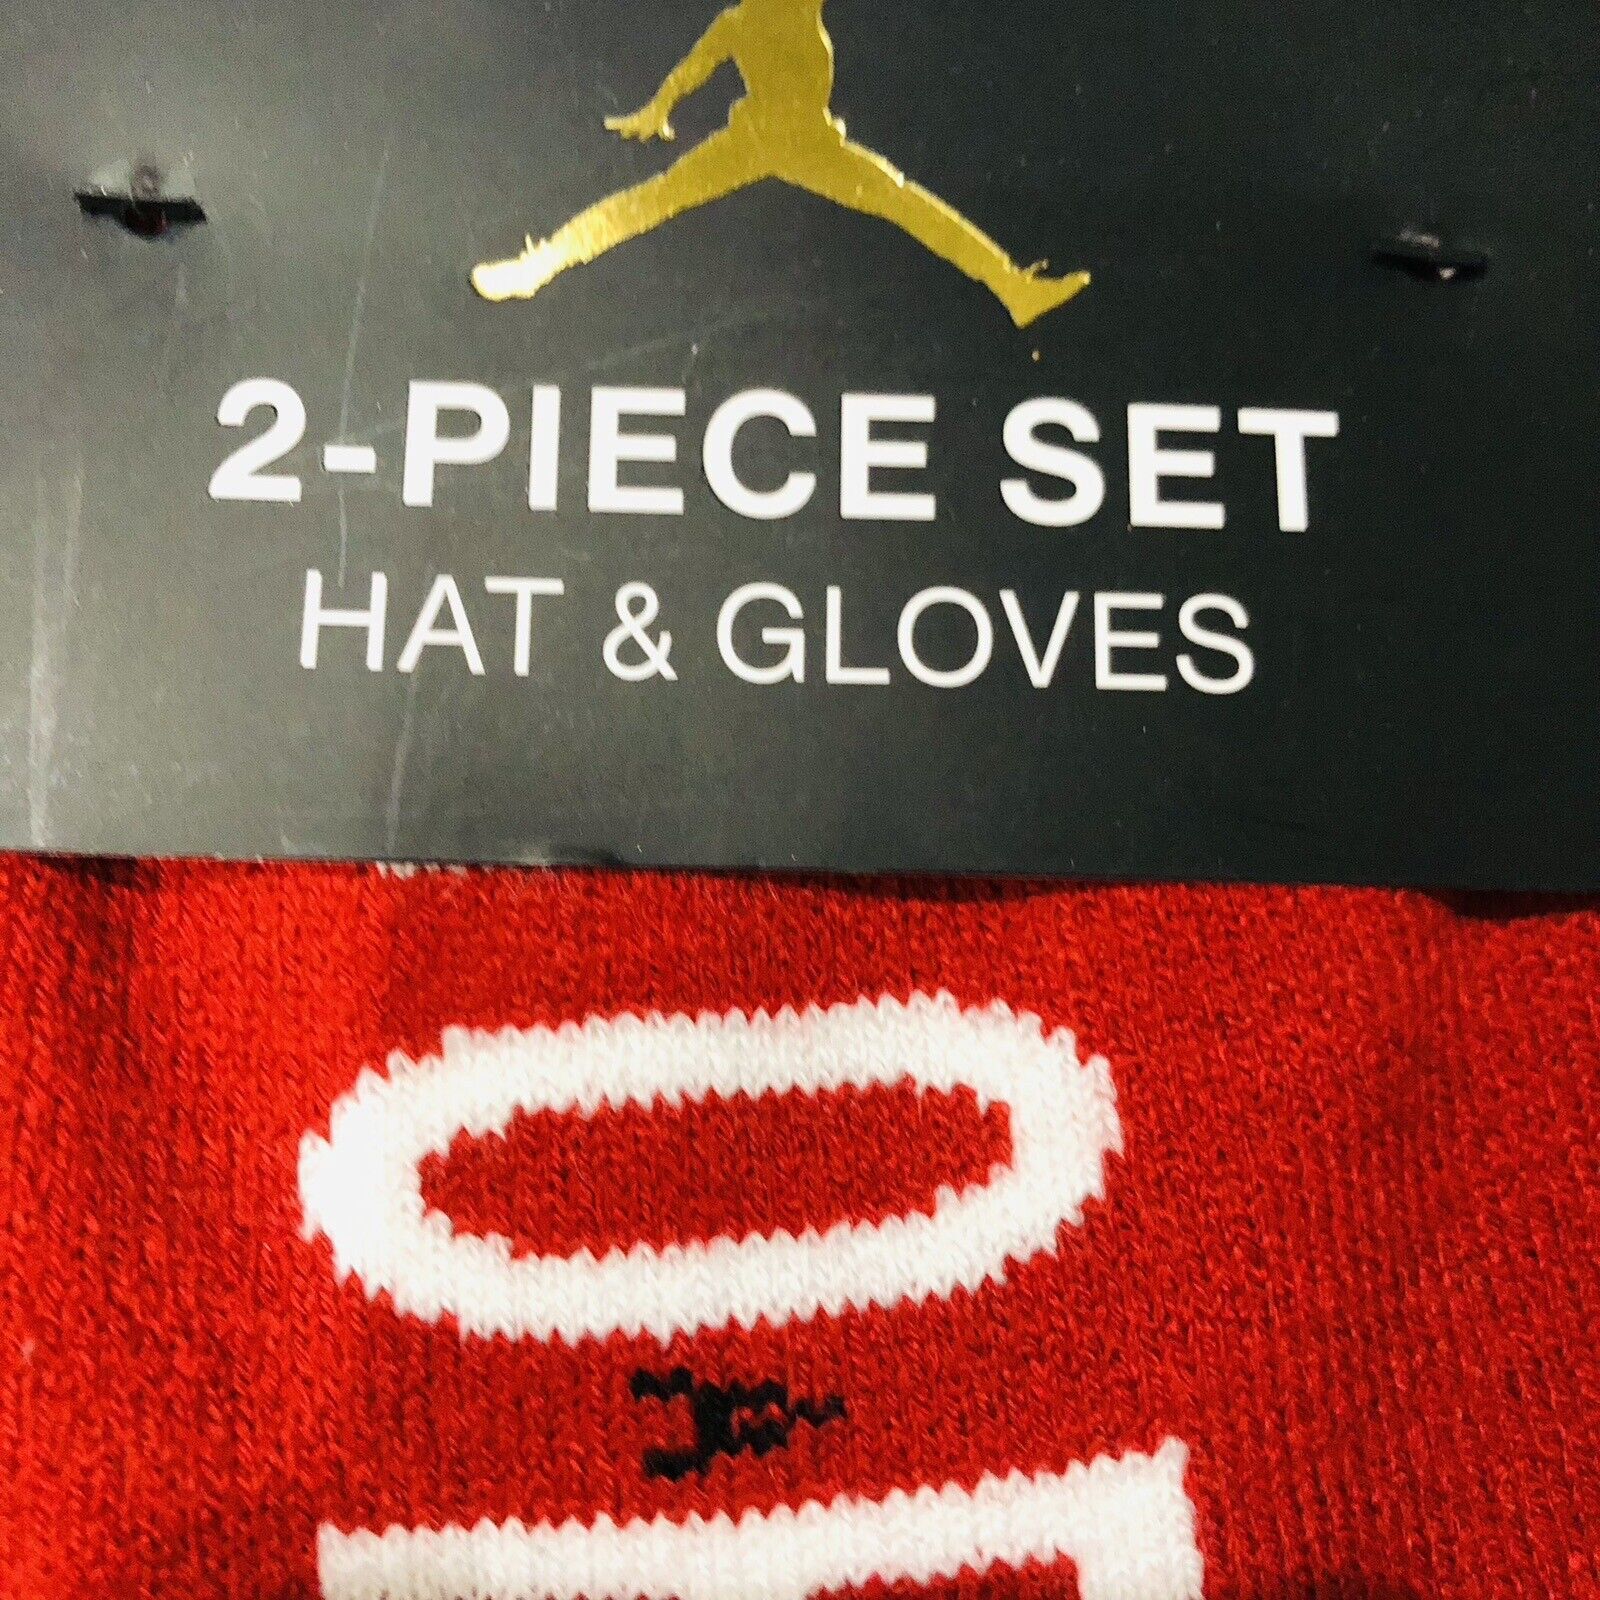 2-PIECE SET
HAT & GLOVES